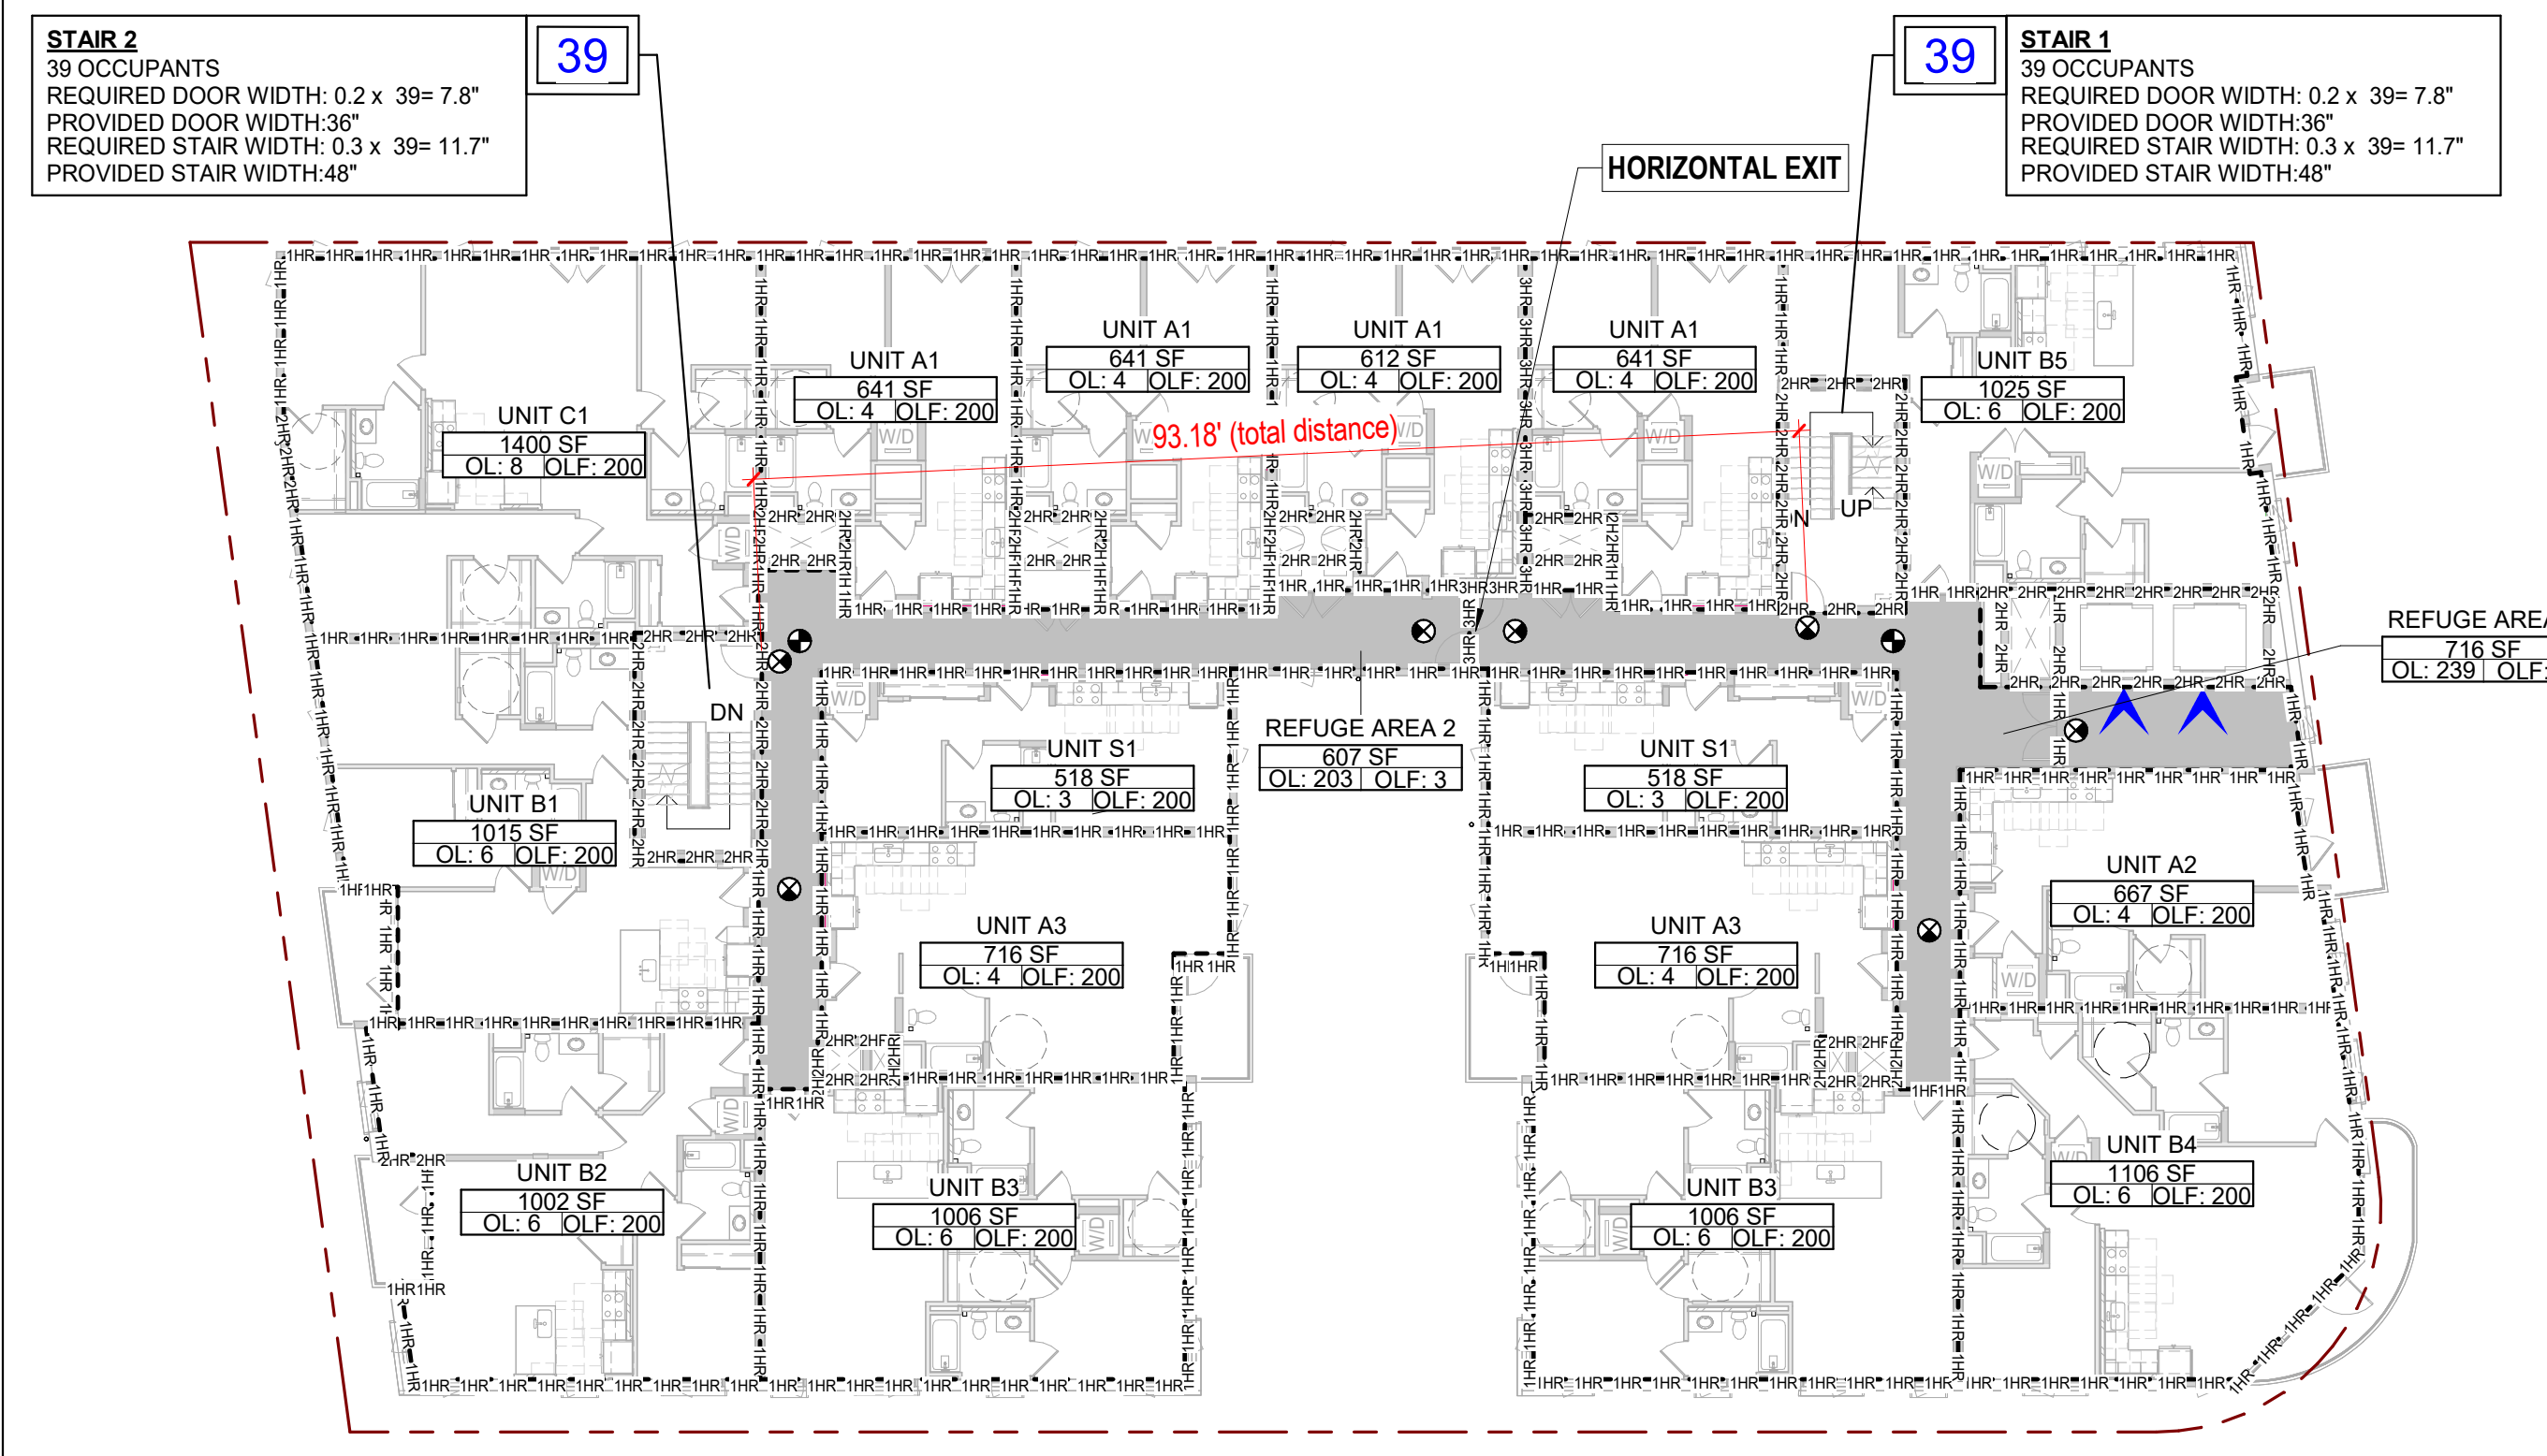 STAIR 2
39 OCCUPANTS
REQUIRED DOOR WIDTH: 0.2 x 39= 7.8"
PROVIDED DOOR WIDTH:36"
REQUIRED STAIR WIDTH: 0.3 x 39= 11.7"
PROVIDED STAIR WIDTH:48"
39
39
STAIR 1
39 OCCUPANTS
REQUIRED DOOR WIDTH: 0.2 x 39= 7.8"
PROVIDED DOOR WIDTH:36"
REQUIRED STAIR WIDTH: 0.3 x 39= 11.7"
PROVIDED STAIR WIDTH:48"
HORIZONTAL EXIT
UNIT C1
1400 SF
OL: 8 OLF: 200
UNIT A1
641 SF
OL: 4 OLF: 200
UNIT A1
641 SF
OL: 4 OLF: 200
UNIT A1
612 SF
OL: 4 OLF: 200
UNIT A1
641 SF
OL: 4 OLF: 200
UNIT B5
1025 SF
OL: 6 OLF: 200
93.18' (total distance)
W/D
W/D
W/D
W/D
W/D
UP
DN
REFUGE AREA
716 SF
OL: 239 OLF:
REFUGE AREA 2
607 SF
OL: 203 OLF: 3
W/D
W/D
UNIT S1
518 SF
OL: 3 OLF: 200
UNIT S1
518 SF
OL: 3 OLF: 200
UNIT B1
1015 SF
OL: 6 OLF: 200
W/D
UNIT A3
716 SF
OL: 4 OLF: 200
UNIT A3
716 SF
OL: 4 OLF: 200
UNIT A2
667 SF
OL: 4 OLF: 200
W/D
W/D
UNIT B2
1002 SF
OL: 6 OLF: 200
UNIT B3
1006 SF
OL: 6 OLF: 200
W/D
UNIT B3
1006 SF
OL: 6 OLF: 200
W/D
W/D
UNIT B4
1106 SF
OL: 6 OLF: 200
1HR
2HR
3HR